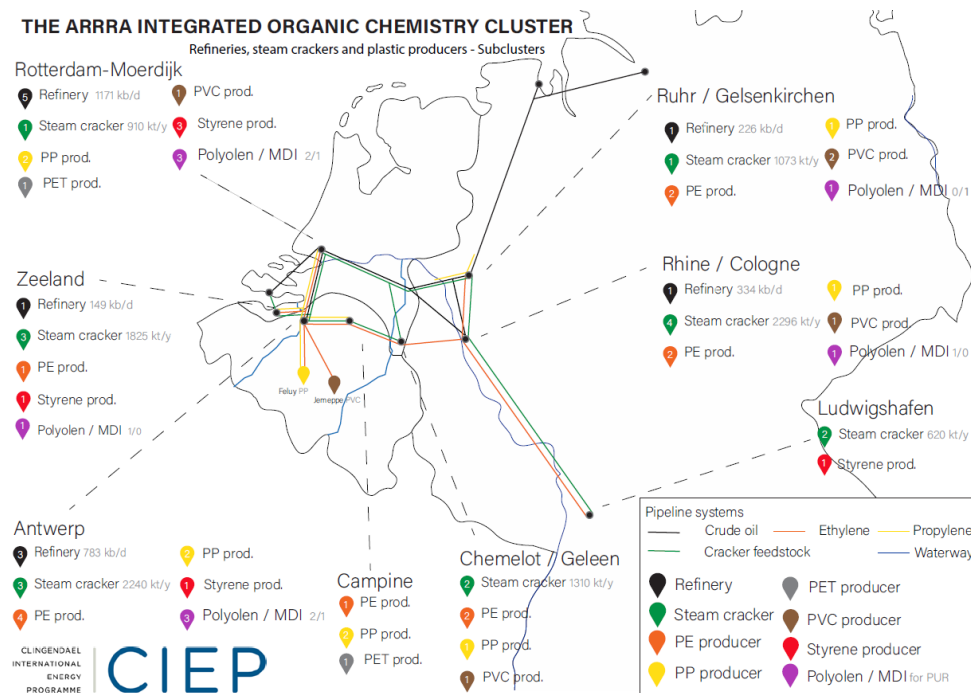 THE ARRRA INTEGRATED ORGANIC CHEMISTRY CLUSTER
Refineries, steam crackers and plastic producers - Subclusters
Rotterdam-Moerdijk
5 Refinery 1171 kb/d
1 Steam cracker 910 kt/y
2 PP prod.
1 PET prod.
1 PVC prod.
3 Styrene prod.
3 Polyolen / MDI 2/1
Ruhr / Gelsenkirchen
1 Refinery 226 kb/d
1 Steam cracker 1073 kt/y
2 PE prod.
1 PP prod.
2 PVC prod.
1 Polyolen / MDI 0/1
Zeeland
1 Refinery 149 kb/d
3 Steam cracker 1825 kt/y
1 PE prod.
1 Styrene prod.
1 Polyolen / MDI 1/0
Rhine / Cologne
1 Refinery 334 kb/d
4 Steam cracker 2296 kt/y
2 PE prod.
1 PP prod.
1 PVC prod.
1 Polyolen / MDI 1/0
Feluy PP
Jemeppe PVC
Ludwigshafen
2 Steam cracker 620 kt/y
1 Styrene prod.
Antwerp
3 Refinery 783 kb/d
3 Steam cracker 2240 kt/y
4 PE prod.
2 PP prod.
1 Styrene prod.
3 Polyolen / MDI 2/1
Campine
1 PE prod.
2 PP prod.
1 PET prod.
Chemelot / Geleen
2 Steam cracker 1310 kt/y
2 PE prod.
1 PP prod.
1 PVC prod.
Pipeline systems
Crude oil Ethylene Propylene
Cracker feedstock Waterway
Refinery
Steam cracker
PE producer
PP producer
PET producer
PVC producer
Styrene producer
Polyolen / MDI for PUR
CLINGENDAEL
INTERNATIONAL
ENERGY
PROGRAMME
CIEP